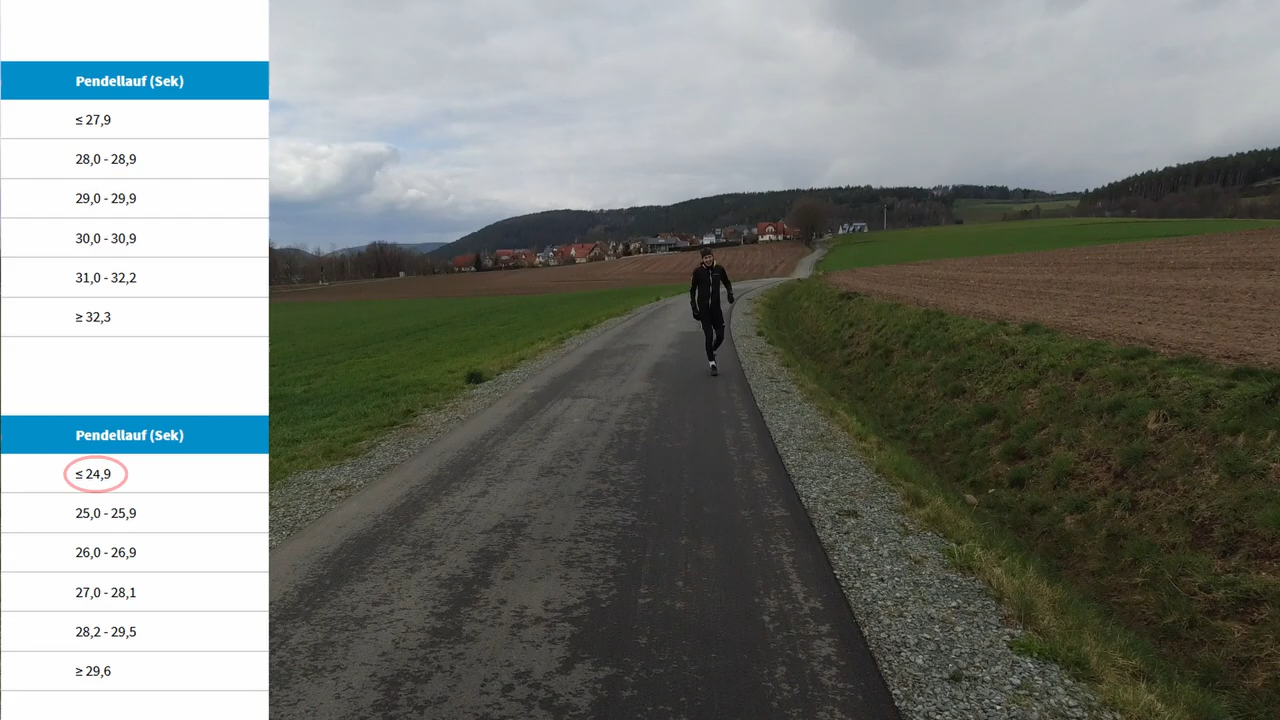 Pendellauf (Sek)
≤ 27,9
28,0 - 28,9
29,0 - 29,9
30,0 - 30,9
31,0 - 32,2
≥ 32,3
Pendellauf (Sek)
≤ 24,9
25,0 - 25,9
26,0 - 26,9
27,0 - 28,1
28,2 - 29,5
≥ 29,6